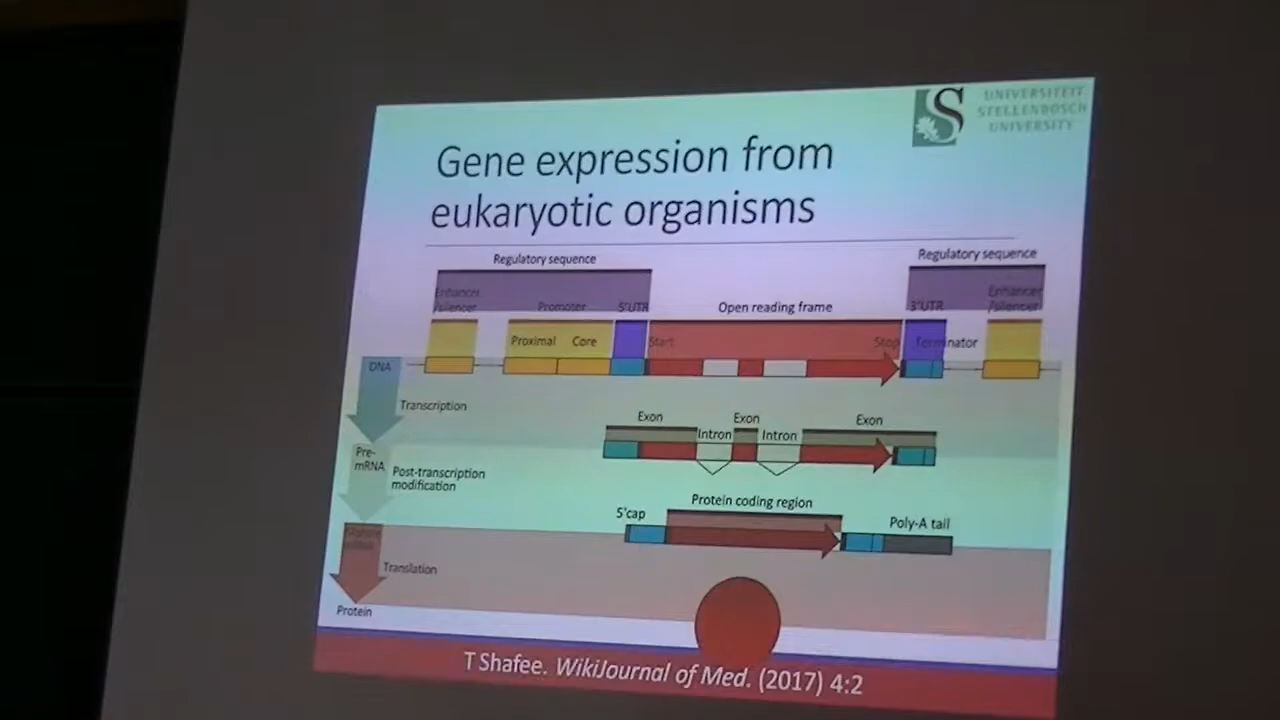 UNIVERSITEIT
STELLENBOSCH
UNIVERSITY
Gene expression from
eukaryotic organisms
Regulatory sequence
Regulatory sequence
Enhancer
/silencer
Promoter
5'UTR
Open reading frame
3'UTR
Enhancer
/silencer
Proximal
Core
Start
Stop
Terminator
DNA
Transcription
Exon
Exon
Exon
Intron
Intron
Pre-
mRNA
Post-transcription
modification
Protein coding region
5'cap
Poly-A tail
Mature
mRNA
Translation
Protein
T Shafee. WikiJournal of Med. (2017) 4:2